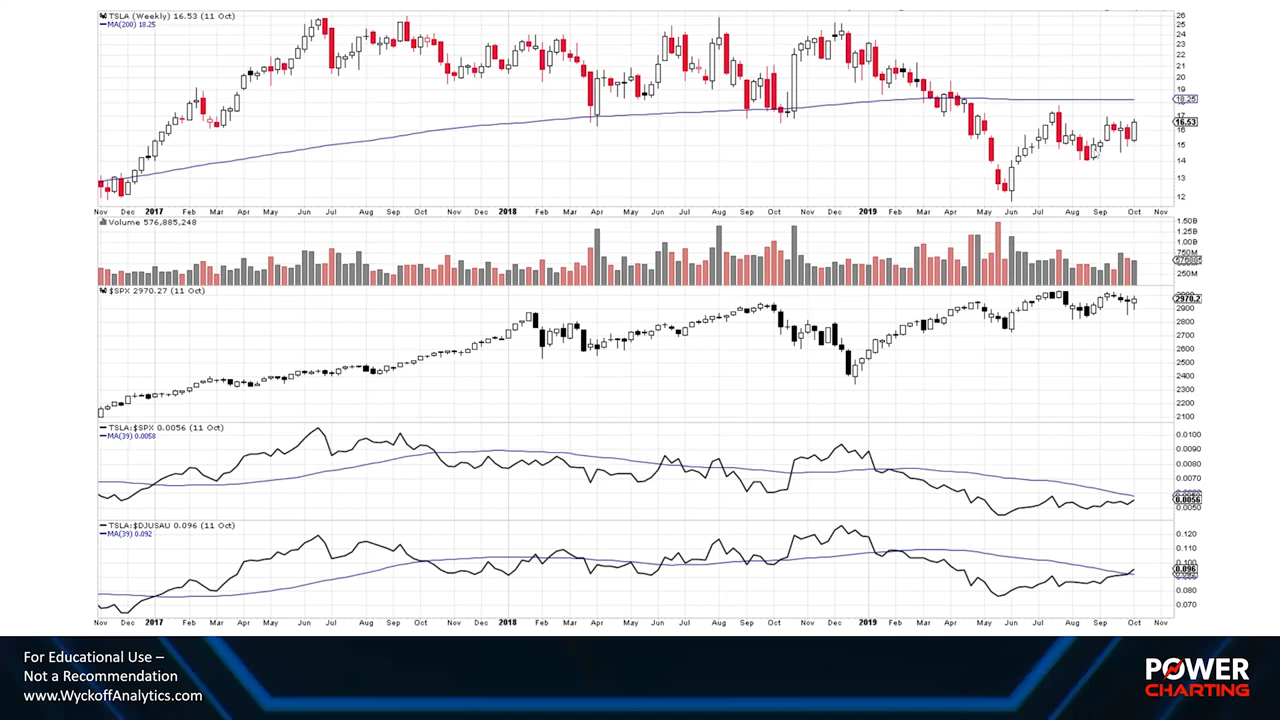 TSLA (Weekly) 16.53 (11 Oct)
MA(200) 18.25
26
25
24
23
22
21
20
19
18.25
17
16.53
16
15
14
13
12
Nov Dec 2017 Feb Mar Apr May Jun Jul Aug Sep Oct Nov Dec 2018 Feb Mar Apr May Jun Jul Aug Sep Oct Nov Dec 2019 Feb Mar Apr May Jun Jul Aug Sep Oct Nov
Volume 576,885,248
1.50B
1.25B
1.00B
750M
250M
$SPX 2970.27 (11 Oct)
2970.2
2900
2800
2700
2600
2500
2400
2300
2200
2100
TSLA:$SPX 0.0056 (11 Oct)
MA(39) 0.0058
0.0100
0.0090
0.0080
0.0070
0.0056
0.0050
TSLA:$DJUSAU 0.096 (11 Oct)
MA(39) 0.092
0.120
0.110
0.100
0.096
0.080
0.070
Nov Dec 2017 Feb Mar Apr May Jun Jul Aug Sep Oct Nov Dec 2018 Feb Mar Apr May Jun Jul Aug Sep Oct Nov Dec 2019 Feb Mar Apr May Jun Jul Aug Sep Oct Nov
For Educational Use –
Not a Recommendation
www.WyckoffAnalytics.com
POWER
CHARTING